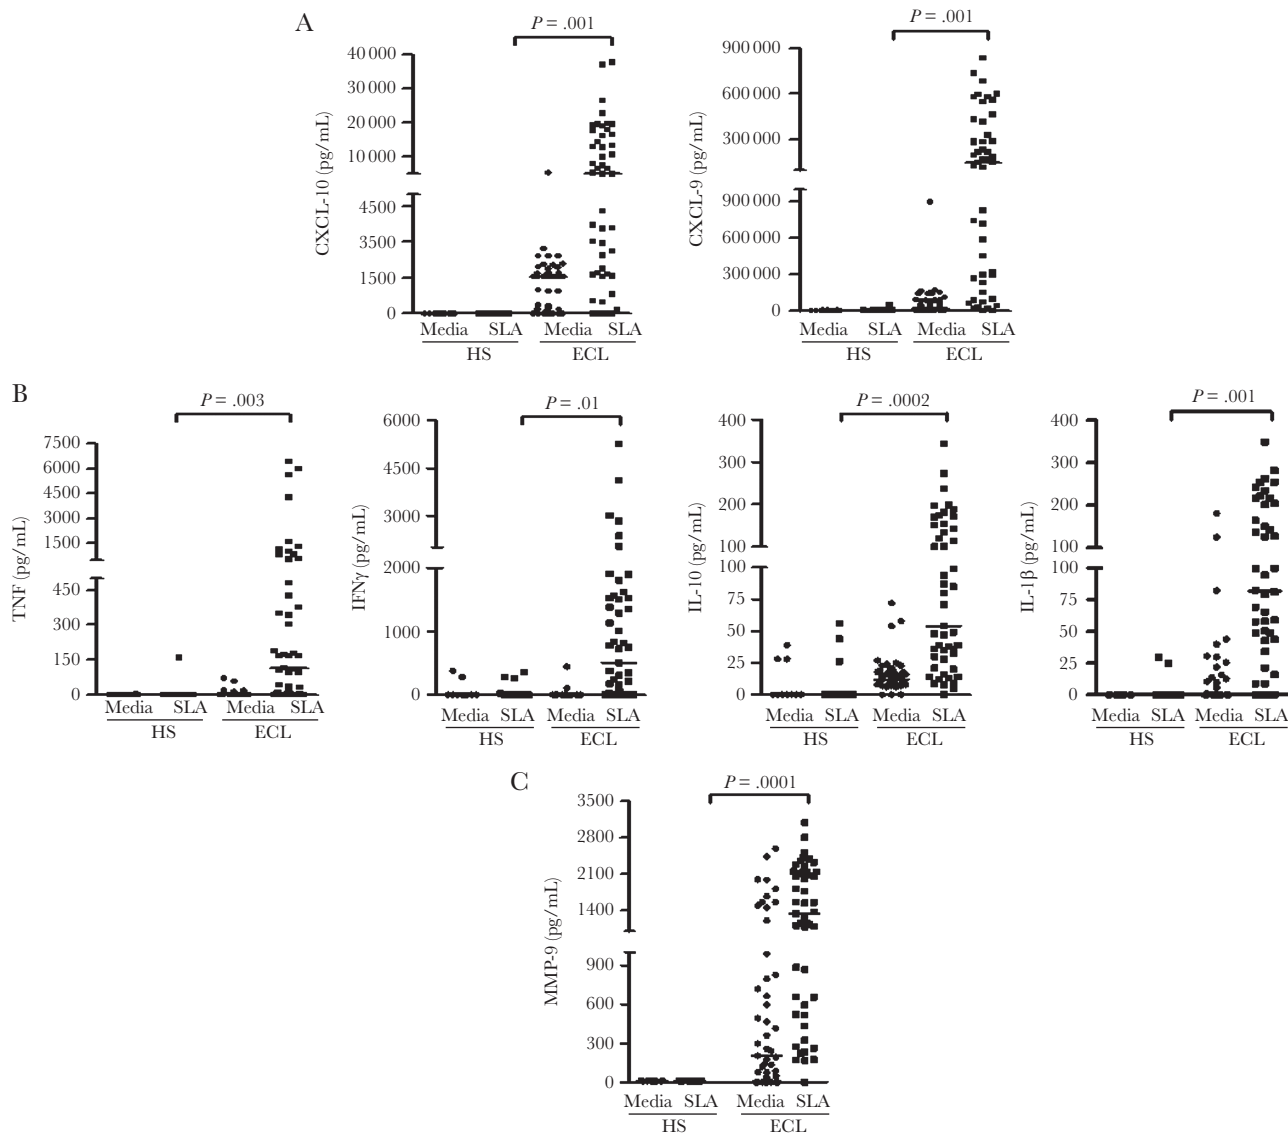 A
P = .001
CXCL-10 (pg/mL)
40 000
30 000
20 000
10 000
4500
3500
1500
0
Media SLA Media SLA
HS ECL
P = .001
CXCL-9 (pg/mL)
900 000
600 000
300 000
900 000
600 000
300 000
0
Media SLA Media SLA
HS ECL
B
P = .003
TNF (pg/mL)
7500
6000
4500
3000
1500
450
300
150
0
Media SLA Media SLA
HS ECL
P = .01
IFNγ (pg/mL)
6000
4500
3000
2000
1000
0
Media SLA Media SLA
HS ECL
P = .0002
IL-10 (pg/mL)
400
300
200
100
100
75
50
25
0
Media SLA Media SLA
HS ECL
P = .001
IL-1β (pg/mL)
400
300
200
100
100
75
50
25
0
Media SLA Media SLA
HS ECL
C
P = .0001
MMP-9 (pg/mL)
3500
2800
2100
1400
900
600
300
0
Media SLA Media SLA
HS ECL